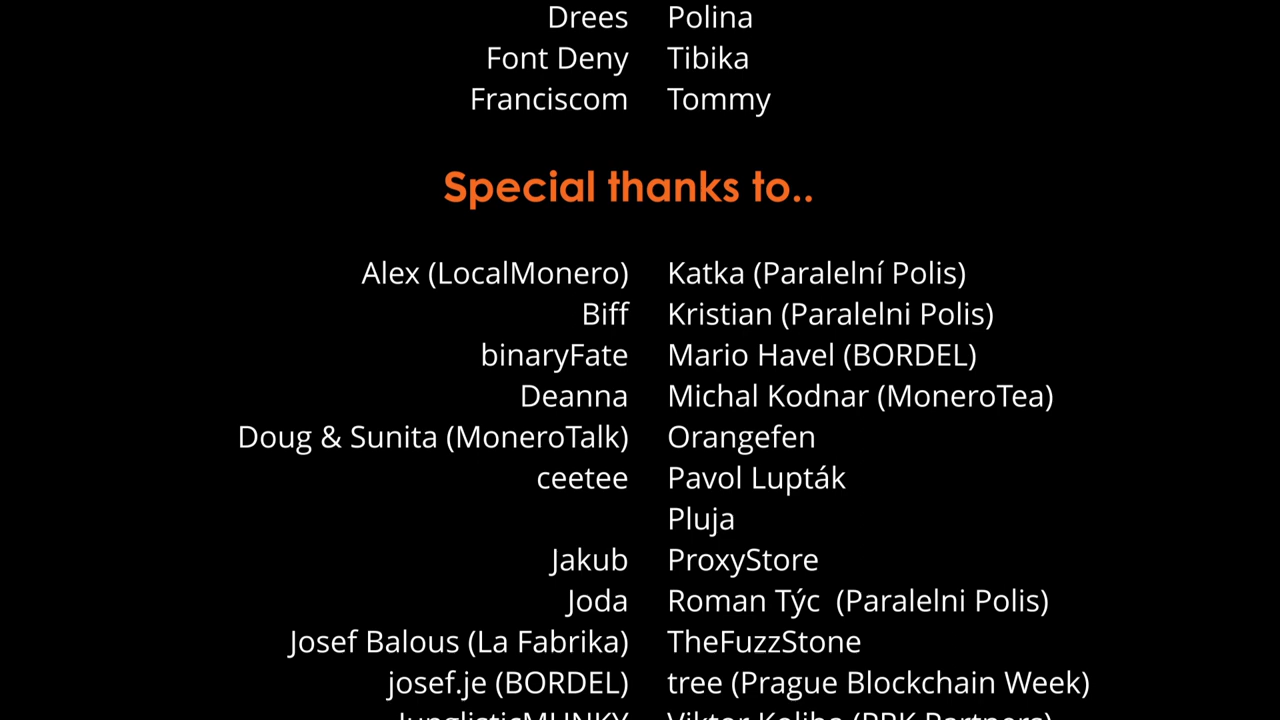 Drees Polina
Font Deny Tibika
Franciscom Tommy
Special thanks to..
Alex (LocalMonero) Katka (Paralelní Polis)
Biff Kristian (Paralelni Polis)
binaryFate Mario Havel (BORDEL)
Deanna Michal Kodnar (MoneroTea)
Doug & Sunita (MoneroTalk) Orangefen
ceetee Pavol Lupták
Pluja
Jakub ProxyStore
Joda Roman Týc (Paralelni Polis)
Josef Balous (La Fabrika) TheFuzzStone
josef.je (BORDEL) tree (Prague Blockchain Week)